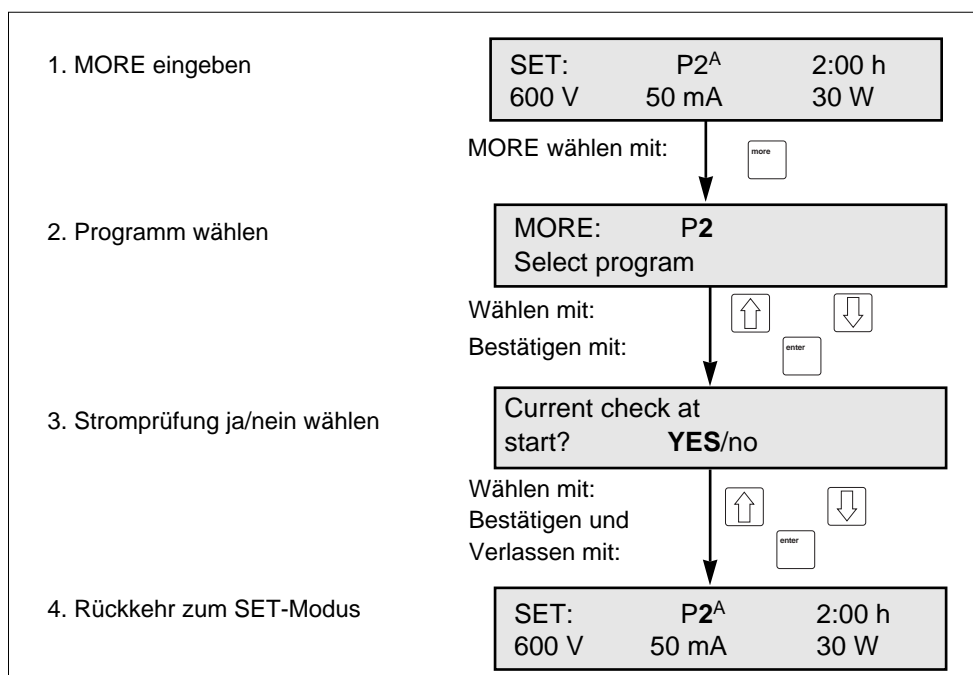 1. MORE eingeben
SET: P2ᴬ 2:00 h
600 V 50 mA 30 W
MORE wählen mit:
more
2. Programm wählen
MORE: P2
Select program
Wählen mit:
Bestätigen mit:
enter
3. Stromprüfung ja/nein wählen
Current check at
start? YES/no
Wählen mit:
Bestätigen und
Verlassen mit:
enter
4. Rückkehr zum SET-Modus
SET: P2ᴬ 2:00 h
600 V 50 mA 30 W